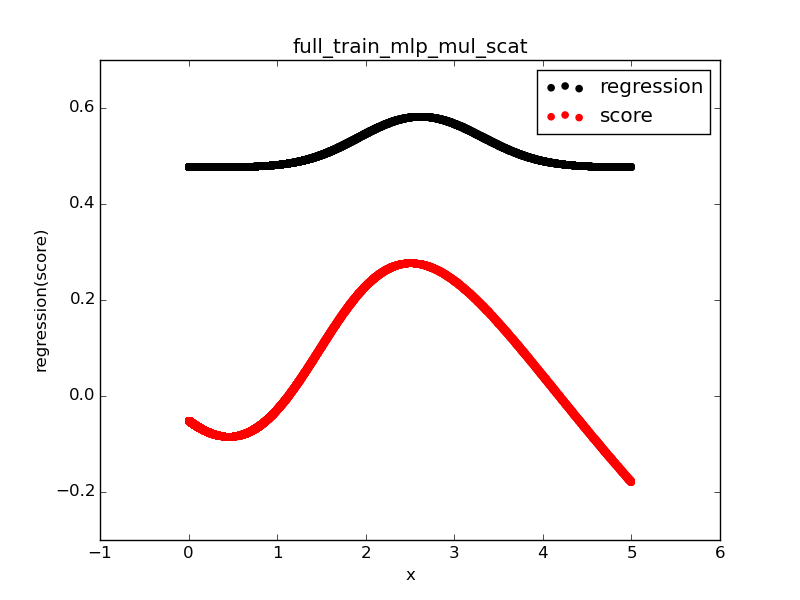 full_train_mlp_mul_scat
regression
score
0.6
0.4
0.2
0.0
−0.2
regression(score)
−1
0
1
2
3
4
5
6
x